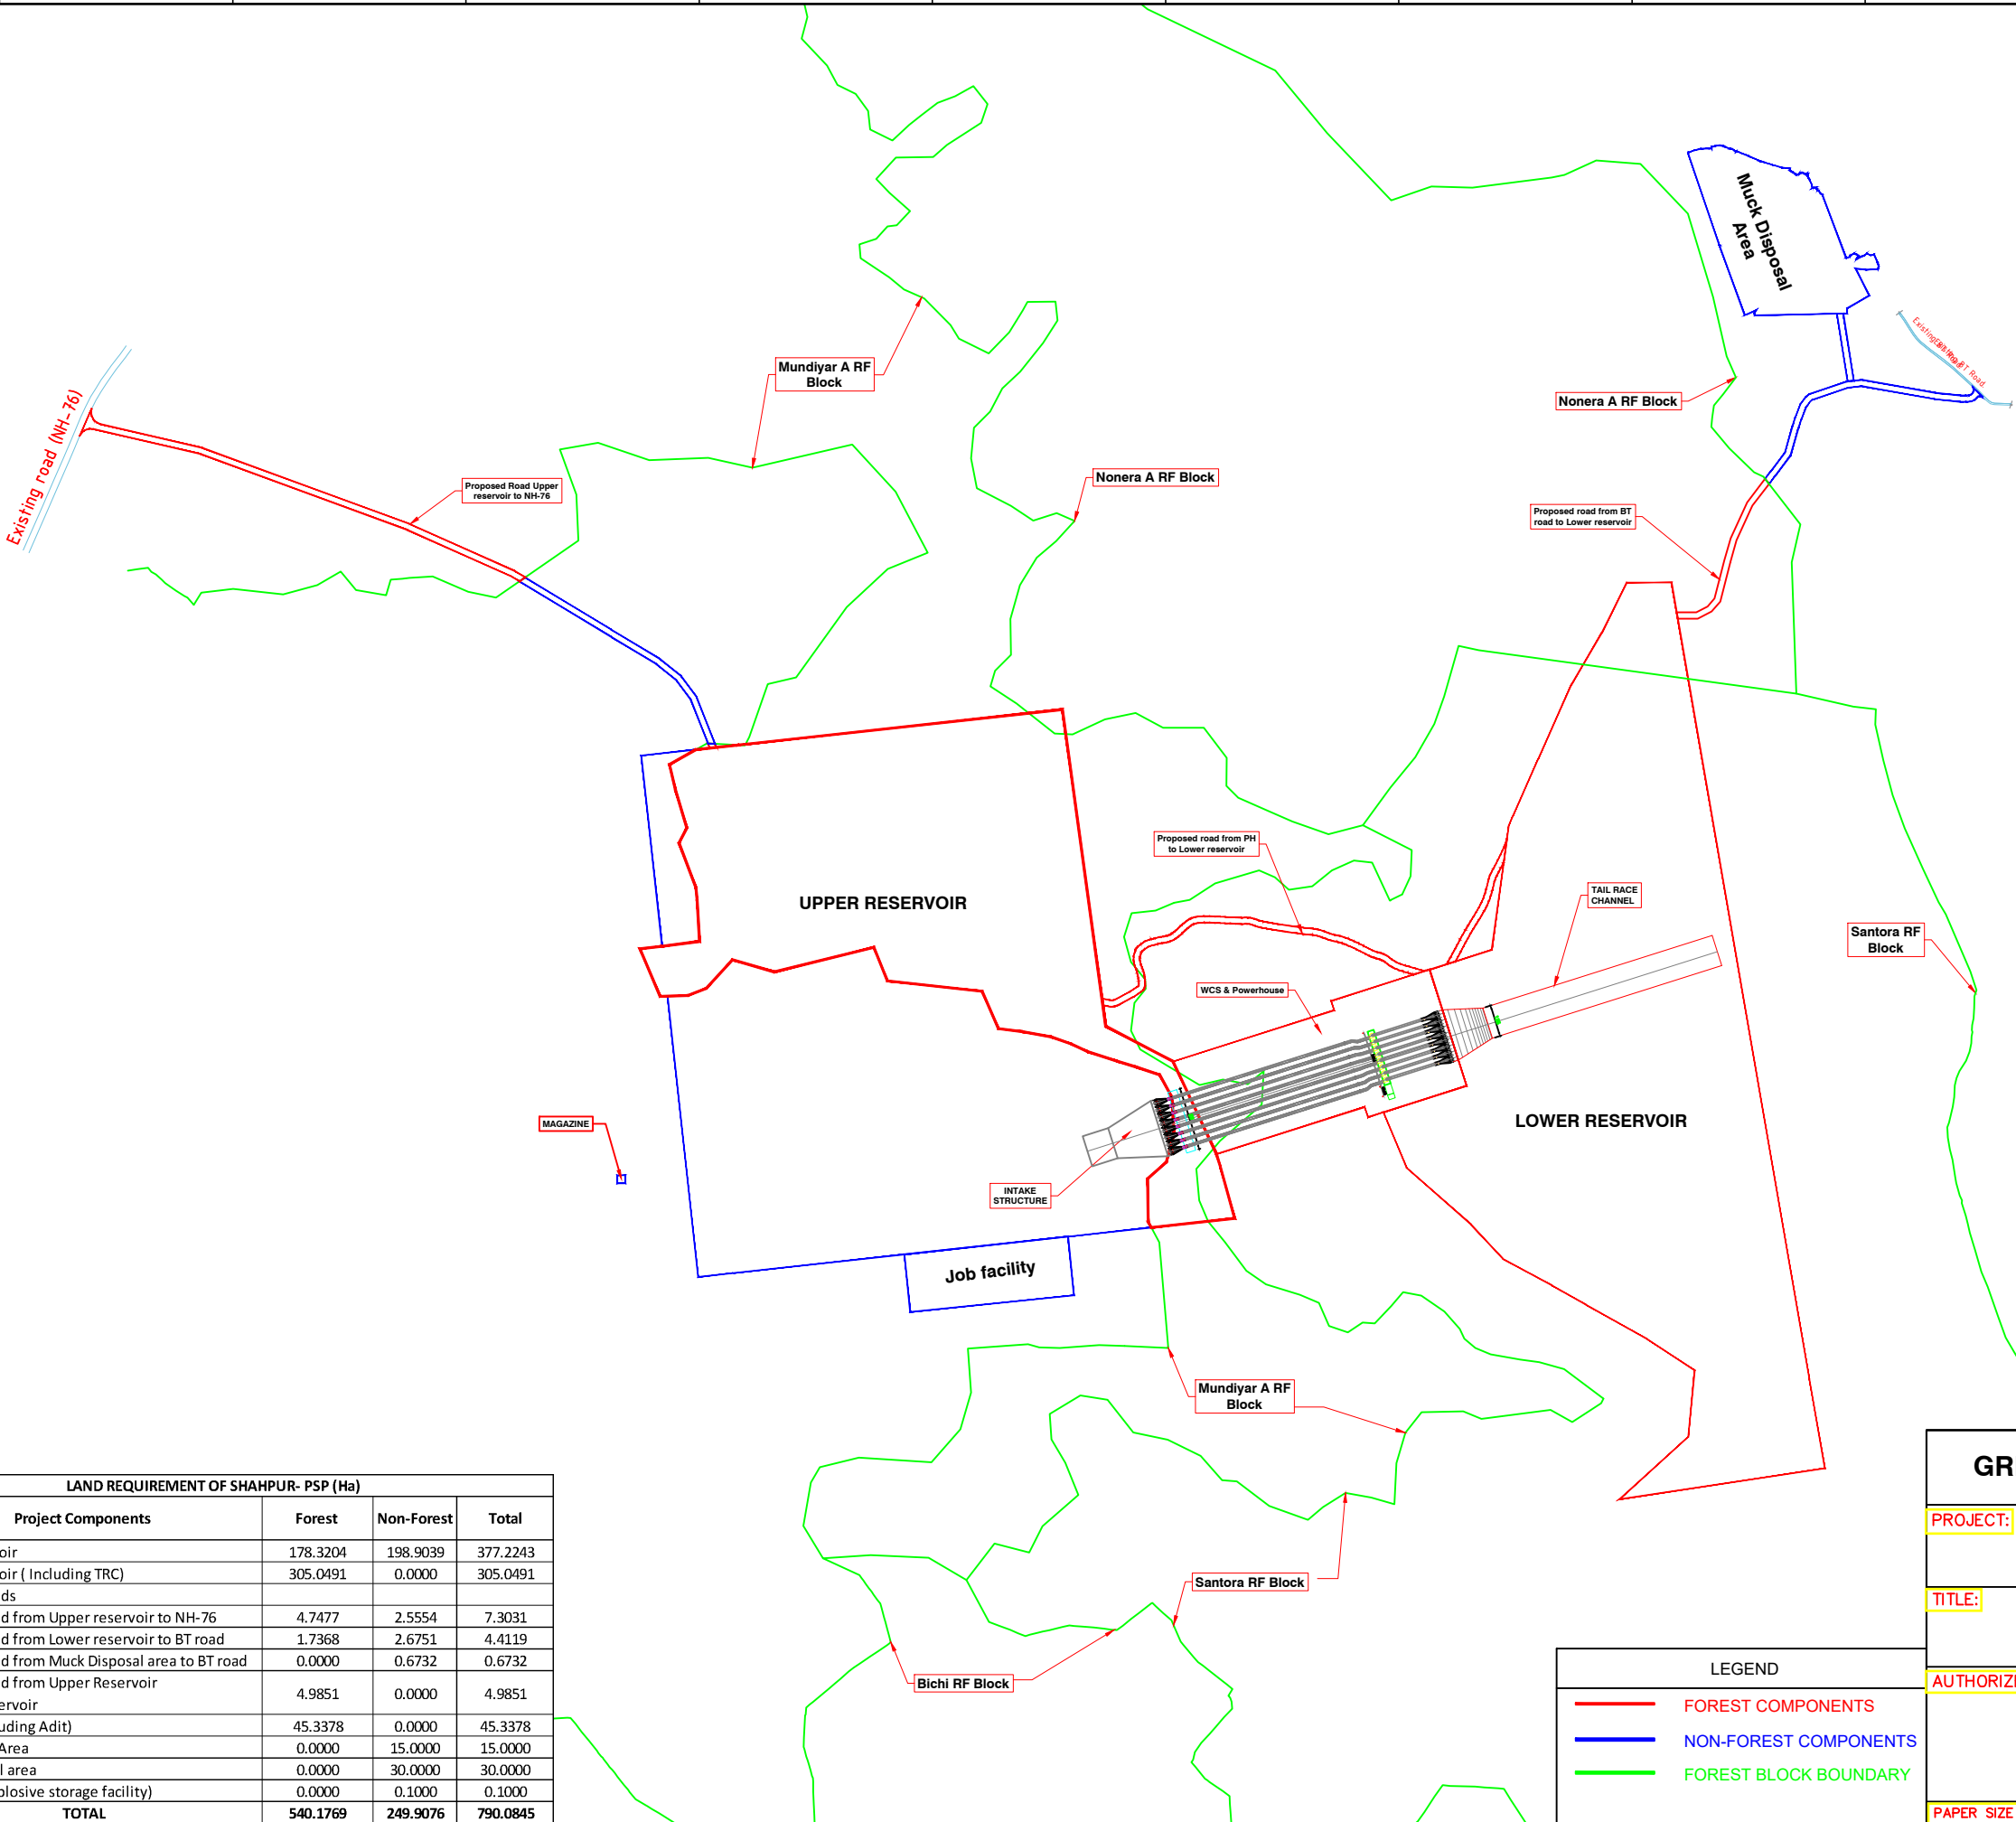 Muck Disposal
Area
Existing BT Road.
Mundiyar A RF
Block
Nonera A RF Block
Existing road (NH-76)
Nonera A RF Block
Proposed Road Upper
reservoir to NH-76
Proposed road from BT
road to Lower reservoir
Proposed road from PH
to Lower reservoir
UPPER RESERVOIR
TAIL RACE
CHANNEL
Santora RF
Block
WCS & Powerhouse
MAGAZINE
LOWER RESERVOIR
INTAKE
STRUCTURE
Job facility
Mundiyar A RF
Block
Santora RF Block
Bichi RF Block
LAND REQUIREMENT OF SHAHPUR- PSP (Ha)
Project Components Forest Non-Forest Total
oir 178.3204 198.9039 377.2243
oir ( Including TRC) 305.0491 0.0000 305.0491
ds
d from Upper reservoir to NH-76 4.7477 2.5554 7.3031
d from Lower reservoir to BT road 1.7368 2.6751 4.4119
d from Muck Disposal area to BT road 0.0000 0.6732 0.6732
d from Upper Reservoir
ervoir 4.9851 0.0000 4.9851
uding Adit) 45.3378 0.0000 45.3378
Area 0.0000 15.0000 15.0000
l area 0.0000 30.0000 30.0000
plosive storage facility) 0.0000 0.1000 0.1000
TOTAL 540.1769 249.9076 790.0845
LEGEND
FOREST COMPONENTS
NON-FOREST COMPONENTS
FOREST BLOCK BOUNDARY
GR
PROJECT:
TITLE:
AUTHORIZ
PAPER SIZE